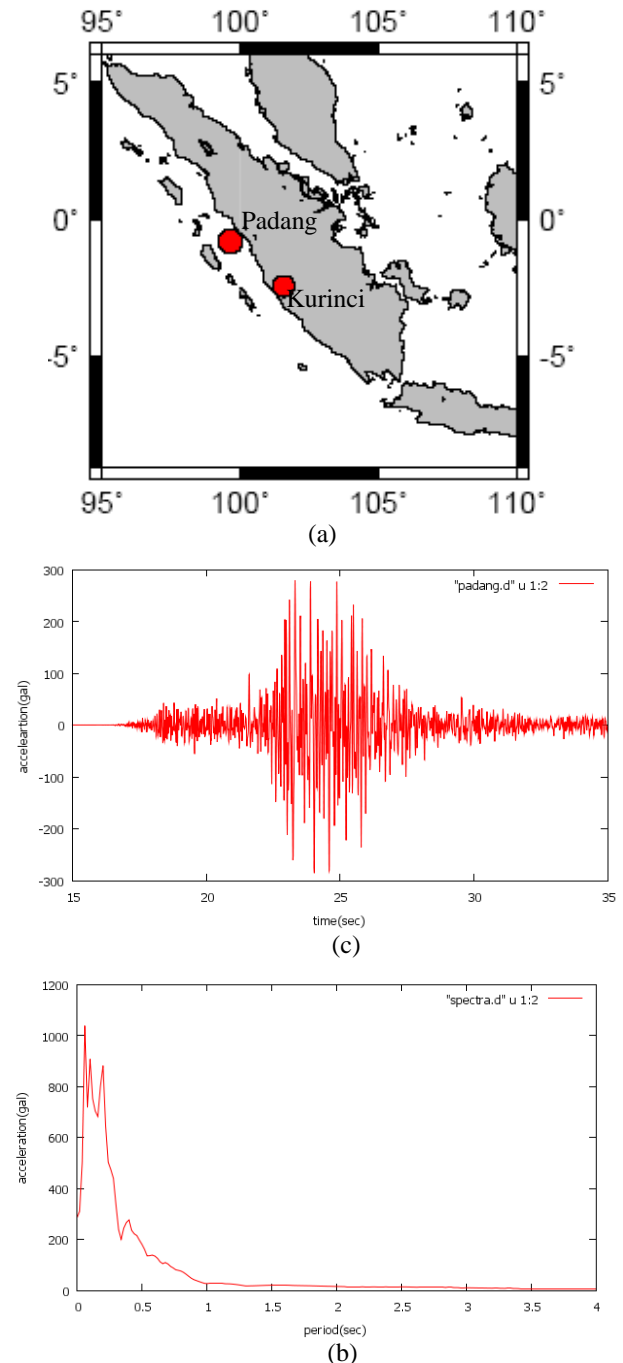 95° 100° 105° 110°
5° 5°
Padang
0° 0°
Kurinci
-5° -5°
95° 100° 105° 110°
(a)
300
"padang.d" u 1:2
200
100
0
-100
-200
-300
acceleartion(gal)
15 20 25 30 35
time(sec)
(c)
1200
"spectra.d" u 1:2
1000
800
600
400
200
0
acceleration(gal)
0 0.5 1 1.5 2 2.5 3 3.5 4
period(sec)
(b)